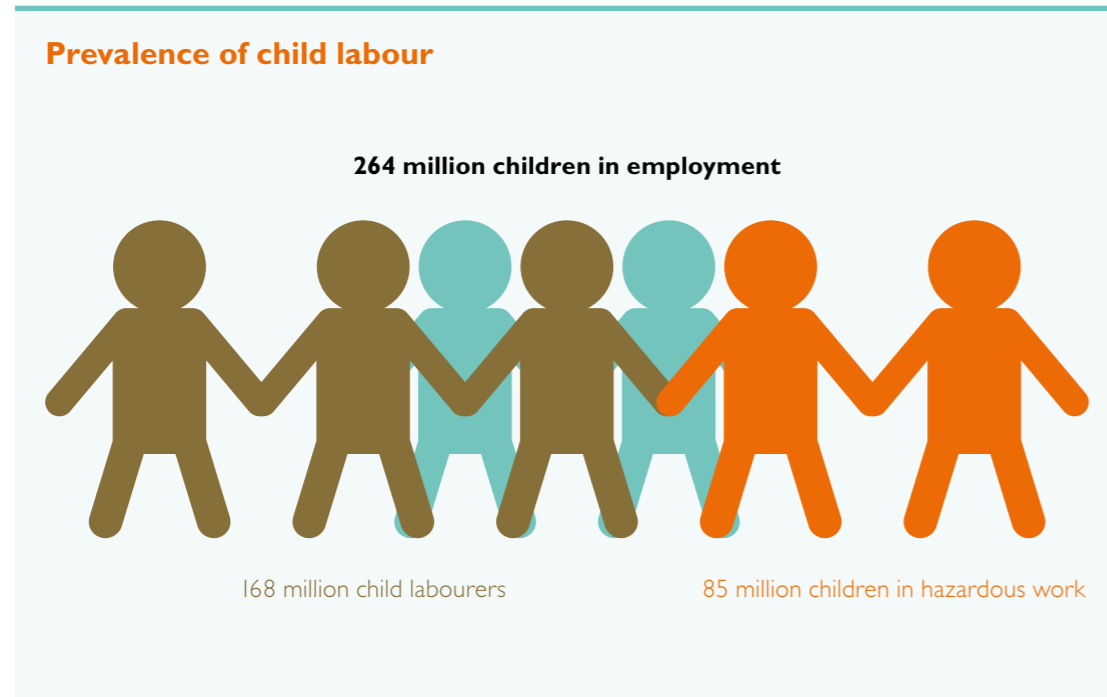 Prevalence of child labour
264 million children in employment
168 million child labourers
85 million children in hazardous work